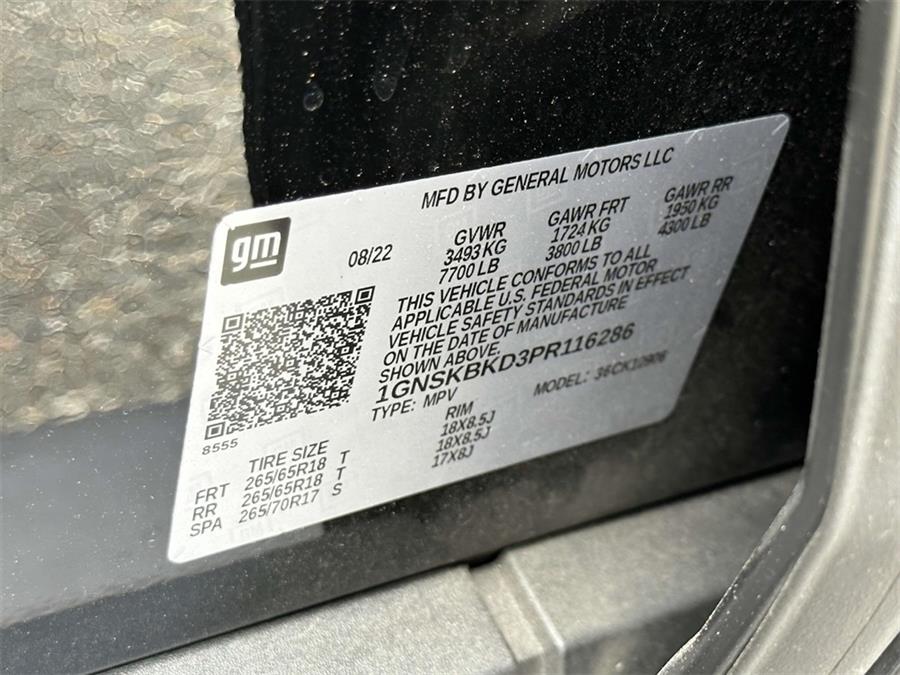 MFD BY GENERAL MOTORS LLC
gm
08/22
GVWR
3493 KG
7700 LB
GAWR FRT
1724 KG
3800 LB
GAWR RR
1950 KG
4300 LB
THIS VEHICLE CONFORMS TO ALL
APPLICABLE U.S. FEDERAL MOTOR
VEHICLE SAFETY STANDARDS IN EFFECT
ON THE DATE OF MANUFACTURE
SHOWN ABOVE.
1GNSKBKD3PR116286
TYPE: MPV
MODEL: 36CK10906
8555
TIRE SIZE
RIM
FRT 265/65R18 T 18X8.5J
RR 265/65R18 T 18X8.5J
SPA 265/70R17 S 17X8J